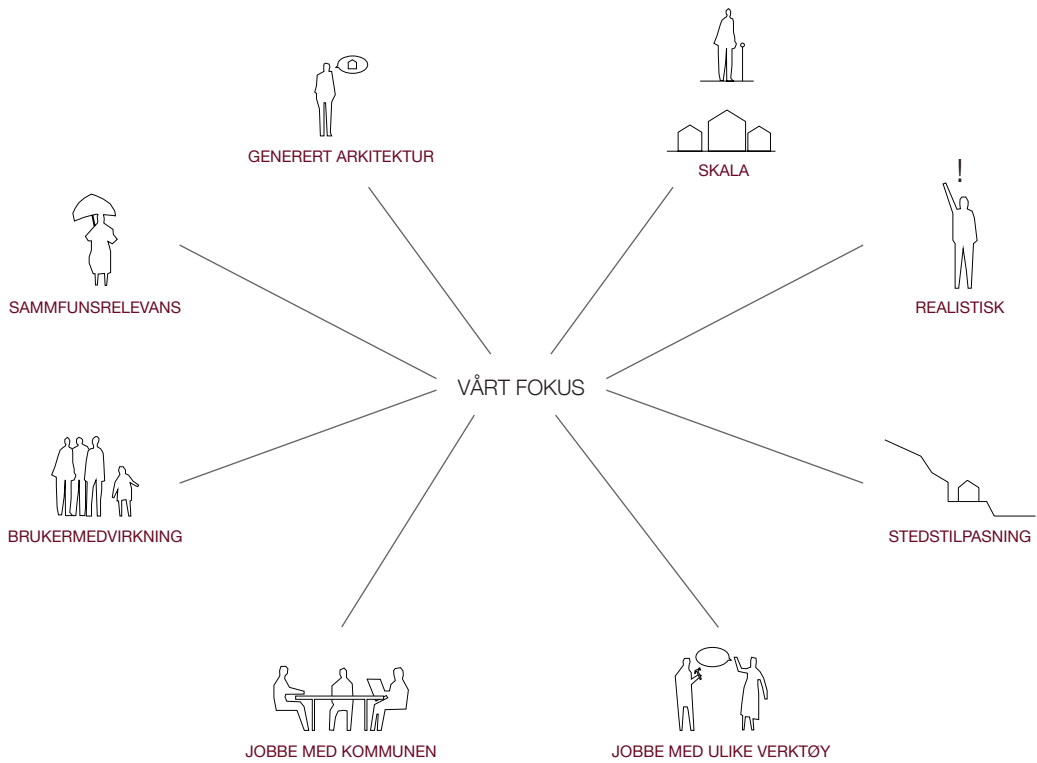 GENERERT ARKITEKTUR
SKALA
!
SAMMFUNSRELEVANS
REALISTISK
VÅRT FOKUS
BRUKERMEDVIRKNING
STEDSTILPASNING
JOBBE MED KOMMUNEN
JOBBE MED ULIKE VERKTØY